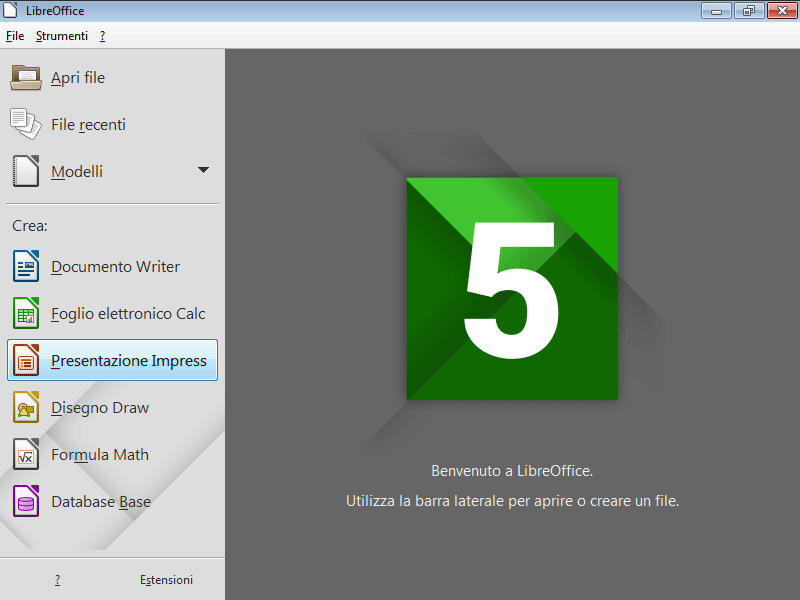 LibreOffice
File Strumenti ?
Apri file
File recenti
Modelli
Crea:
Documento Writer
Foglio elettronico Calc
Presentazione Impress
Disegno Draw
Formula Math
Database Base
? Estensioni
5
Benvenuto a LibreOffice.
Utilizza la barra laterale per aprire o creare un file.